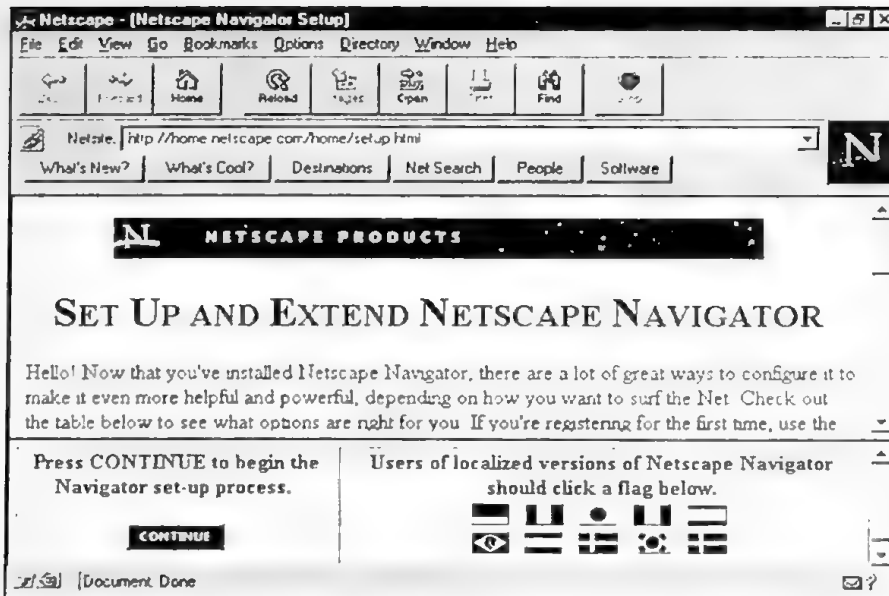 Netscape - [Netscape Navigator Setup]
File Edit View Go Bookmarks Options Directory Window Help
Home Reload Open Find
Netsite: http://home.netscape.com/home/setup.html
What's New? What's Cool? Destinations Net Search People Software
N
N NETSCAPE PRODUCTS
SET UP AND EXTEND NETSCAPE NAVIGATOR
Hello! Now that you've installed Netscape Navigator, there are a lot of great ways to configure it to
make it even more helpful and powerful, depending on how you want to surf the Net. Check out
the table below to see what options are right for you. If you're registering for the first time, use the
Press CONTINUE to begin the
Navigator set-up process.
CONTINUE
Users of localized versions of Netscape Navigator
should click a flag below.
Document: Done